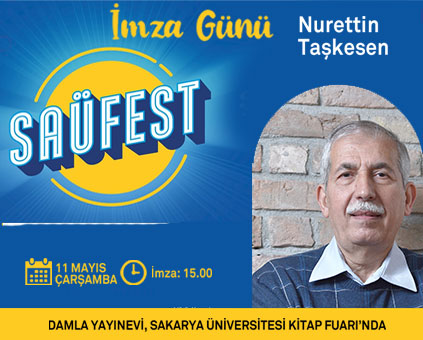 İmza Günü
Nurettin
Taşkesen
SAÜFEST
11 MAYIS
ÇARŞAMBA
İmza: 15.00
DAMLA YAYINEVİ, SAKARYA ÜNİVERSİTESİ KİTAP FUARI'NDA